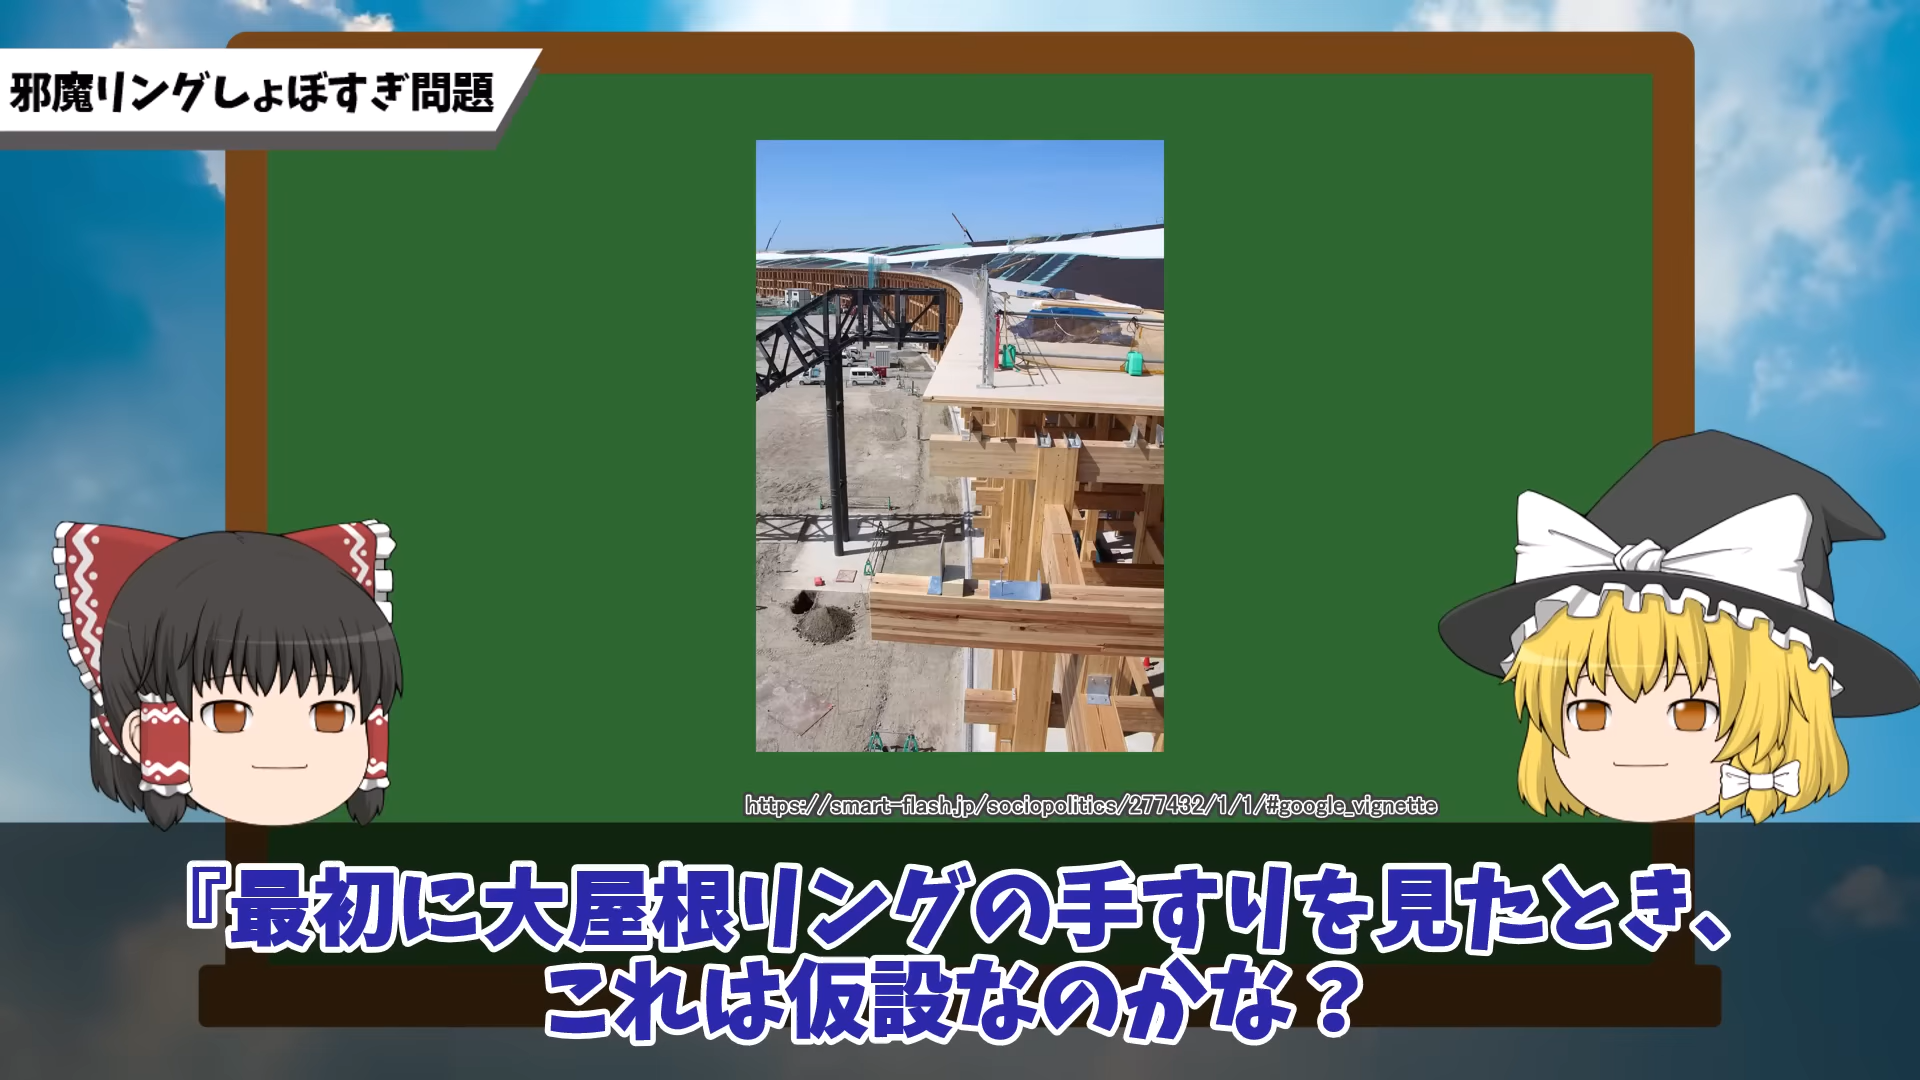 邪魔リングしょぼすぎ問題
https://smart-flash.jp/sociopolitics/277432/1/1/#google_vignette
『最初に大屋根リングの手すりを見たとき、
これは仮設なのかな？